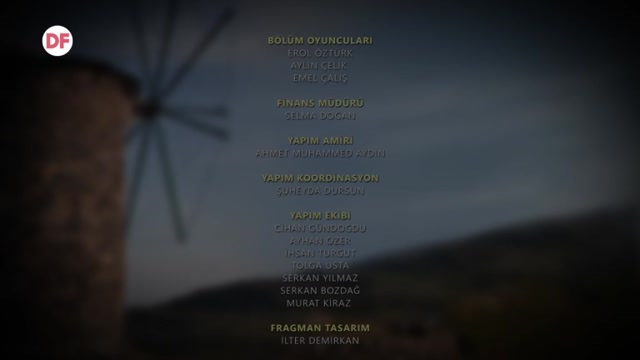 DF
BÖLÜM OYUNCULARI
EROL ÖZTÜRK
AYLİN ÇELİK
EMEL ÇALIŞ
FİNANS MÜDÜRÜ
SELMA DOĞAN
YAPIM AMİRİ
AHMET MUHAMMED AYDIN
YAPIM KOORDİNASYON
ŞUHEYDA DURSUN
YAPIM EKİBİ
CİHAN GÜNDOĞDU
AYHAN ÖZER
İHSAN TURGUT
TOLGA USTA
SERKAN YILMAZ
SERKAN BOZDAĞ
MURAT KİRAZ
FRAGMAN TASARIM
İLTER DEMİRKAN